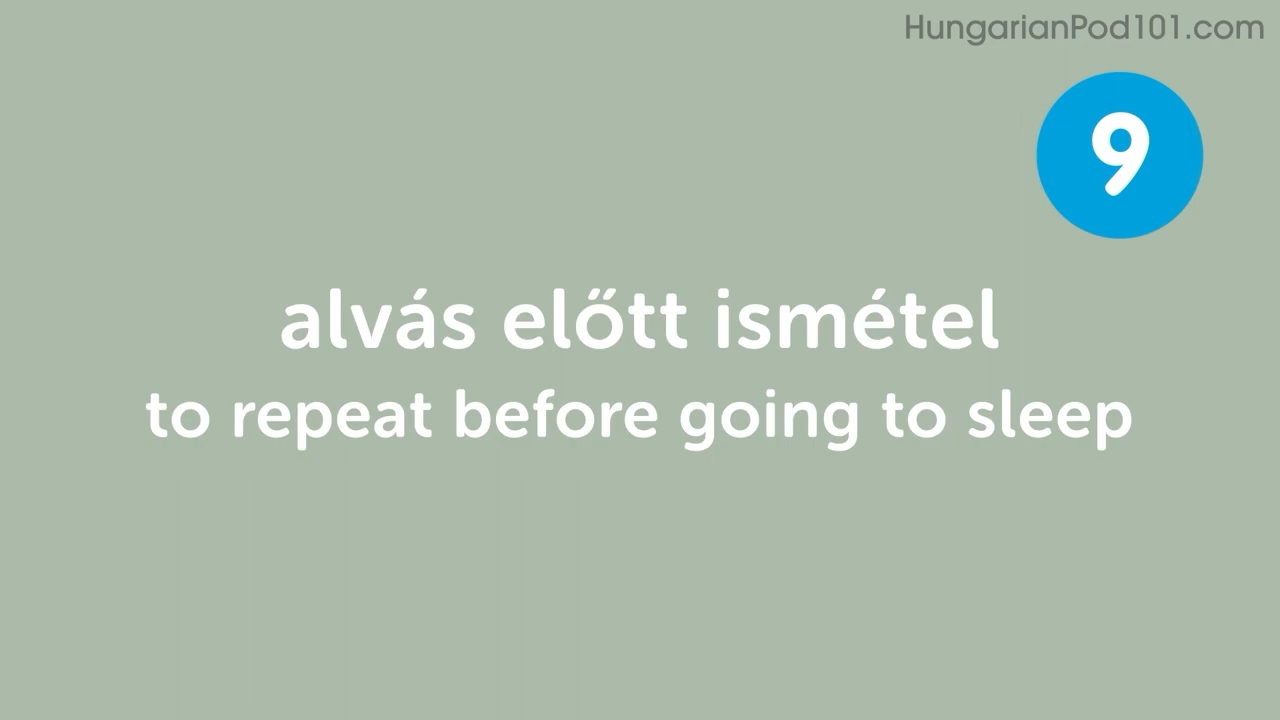 HungarianPod101.com
9
alvás előtt ismétel
to repeat before going to sleep